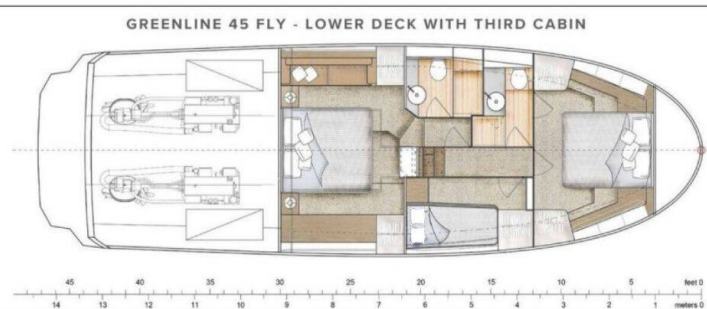 GREENLINE 45 FLY - LOWER DECK WITH THIRD CABIN
45 40 35 30 25 20 15 10 5 feet 0
14 13 12 11 10 9 8 7 6 5 4 3 2 1 meters 0